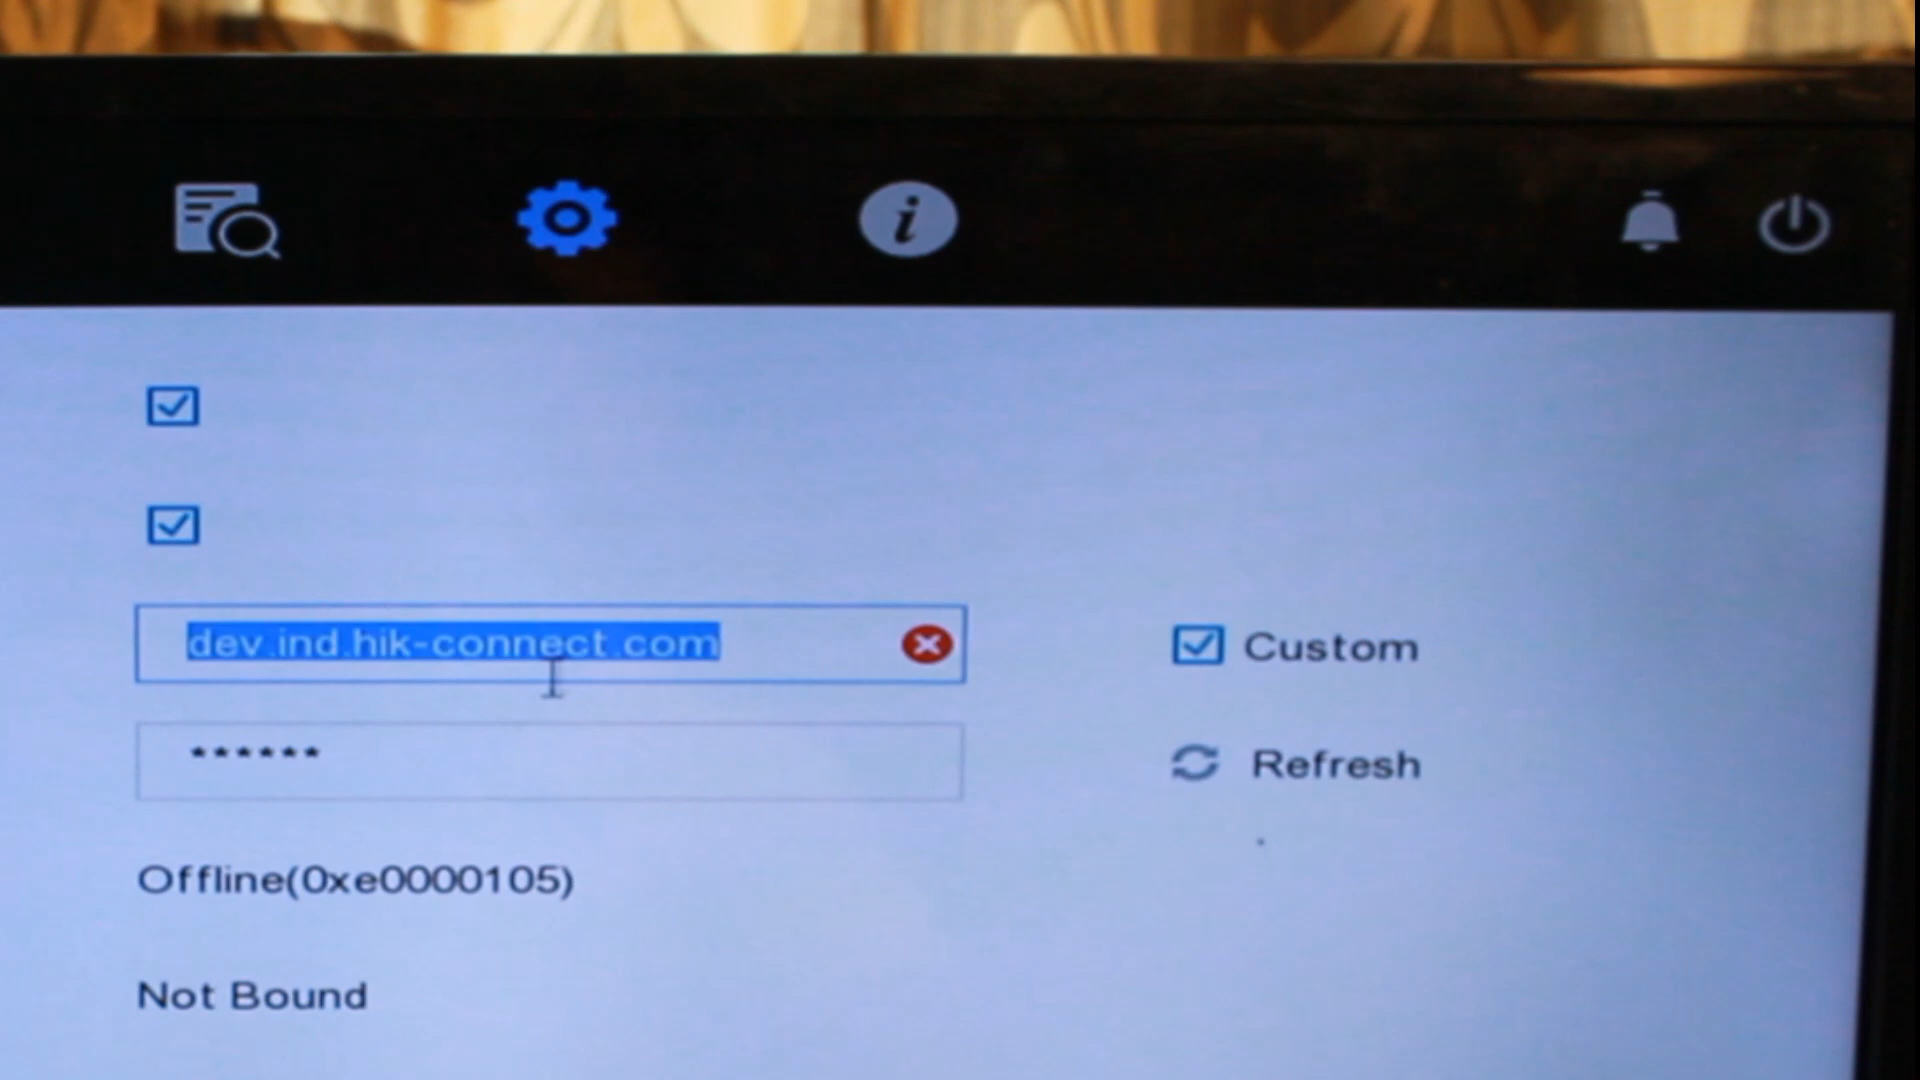 dev.ind.hik-connect.com
Custom
******
Refresh
Offline(0xe0000105)
Not Bound